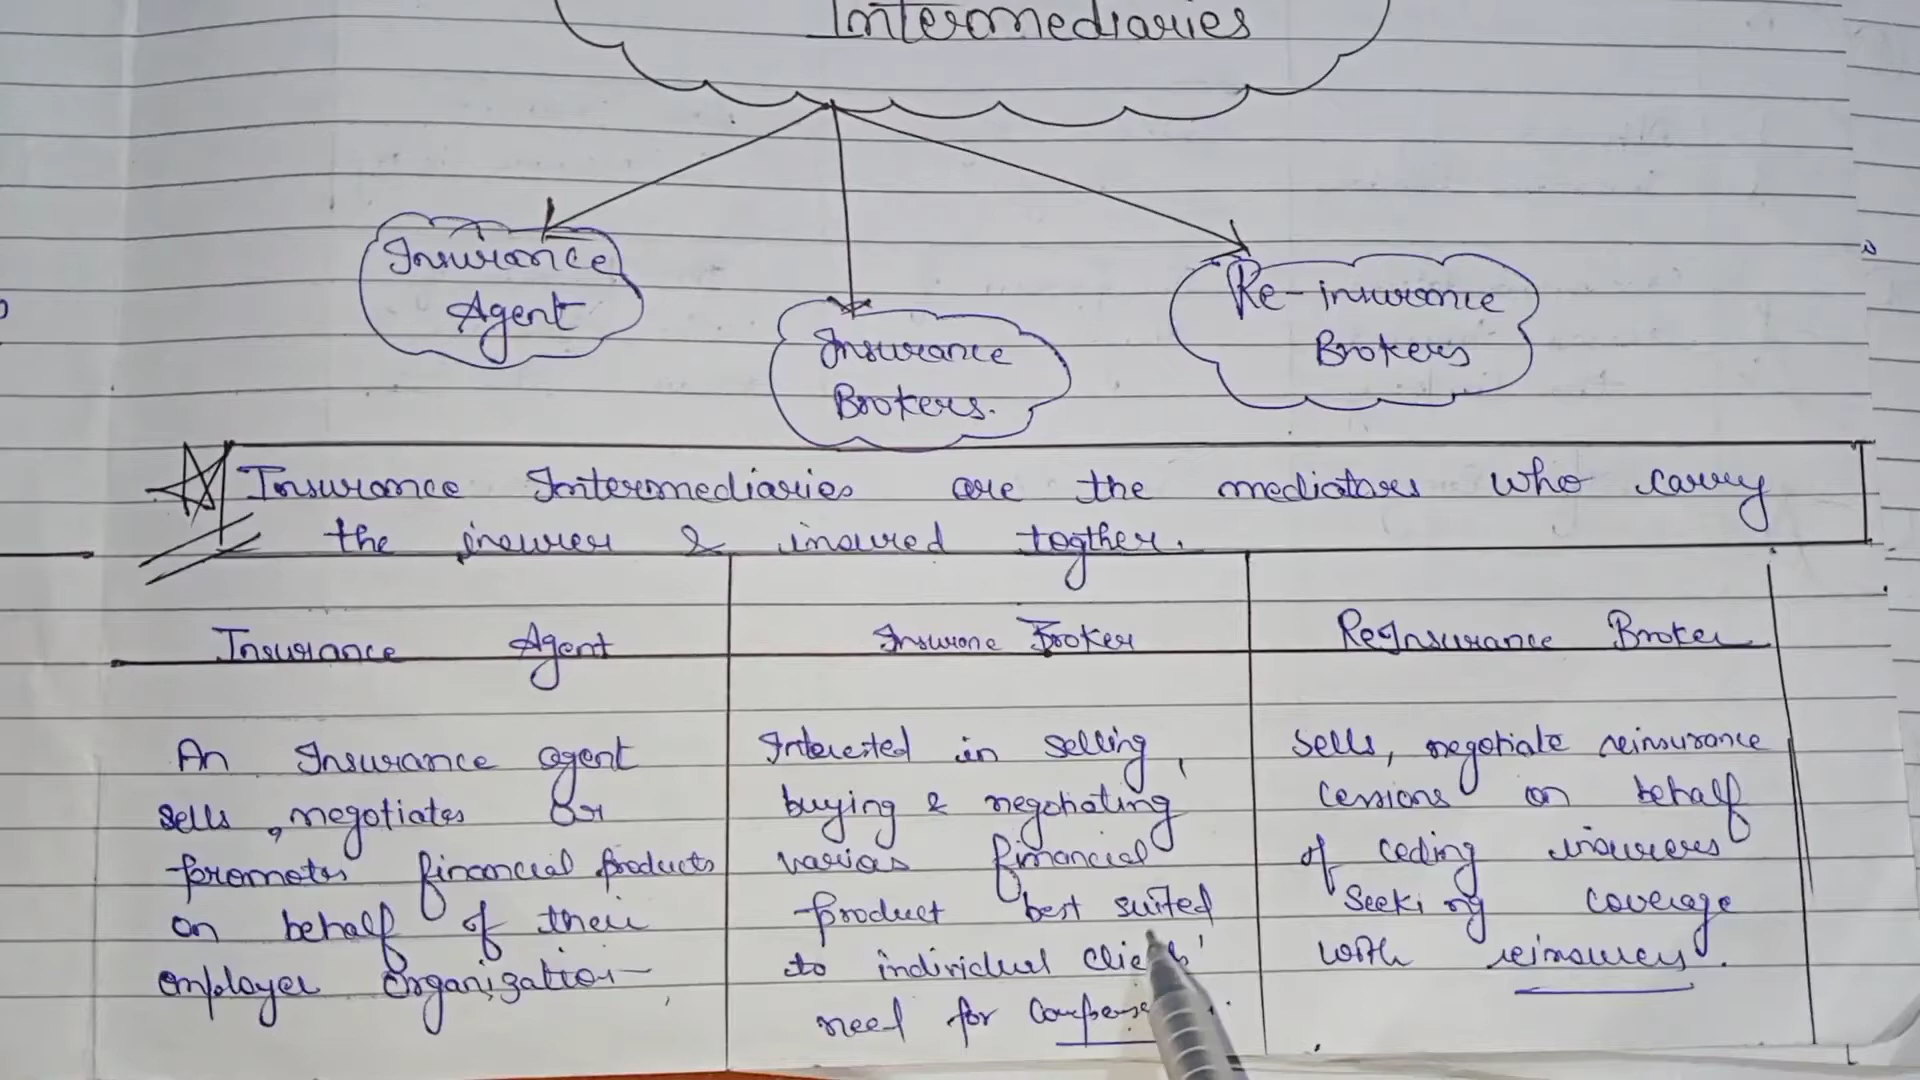 Intermediaries
Insurance
Agent
Insurance
Brokers.
Re-insurance
Brokers
Insurance Intermediaries are the mediators who carry
the insurer & insured togther.
Insurance Agent
An Insurance agent
sells, negotiates or
promotes financial products
on behalf of their
employer organization
Insurane Broker
Interested in selling,
buying & negotiating
various financial
product best suited
to individual
need for
ReInsurance Broker
sells, negotiate reinsurance
cessions on behalf
of ceding insurers
seeking coverage
with reinsurers.